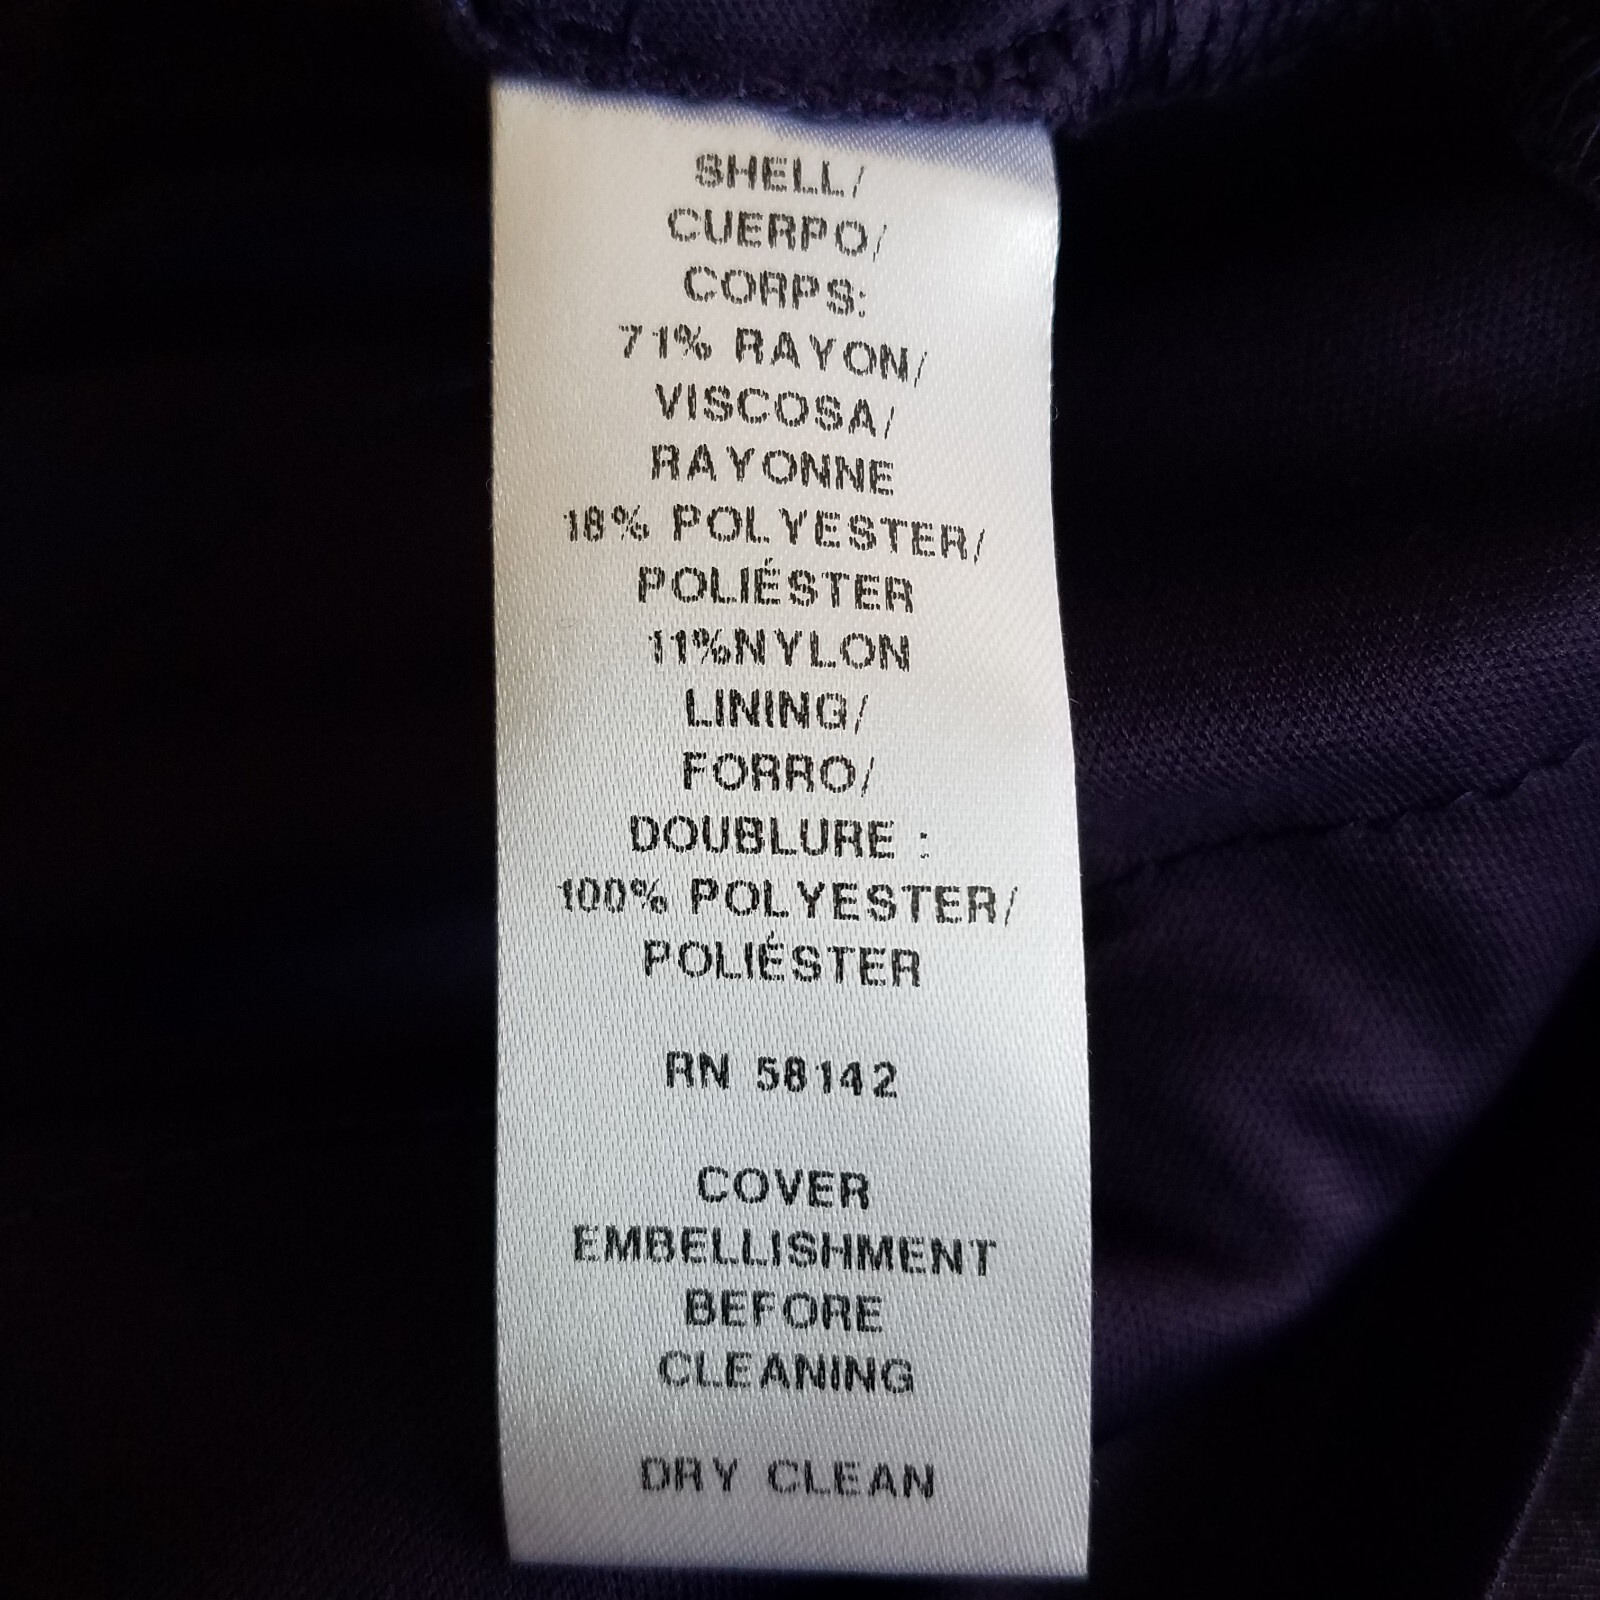 SHELL/
CUERPO/
CORPS:
71% RAYON/
VISCOSA/
RAYONNE
18% POLYESTER/
POLIÉSTER
11%NYLON
LINING/
FORRO/
DOUBLURE :
100% POLYESTER/
POLIÉSTER
RN 58142
COVER
EMBELLISHMENT
BEFORE
CLEANING
DRY CLEAN